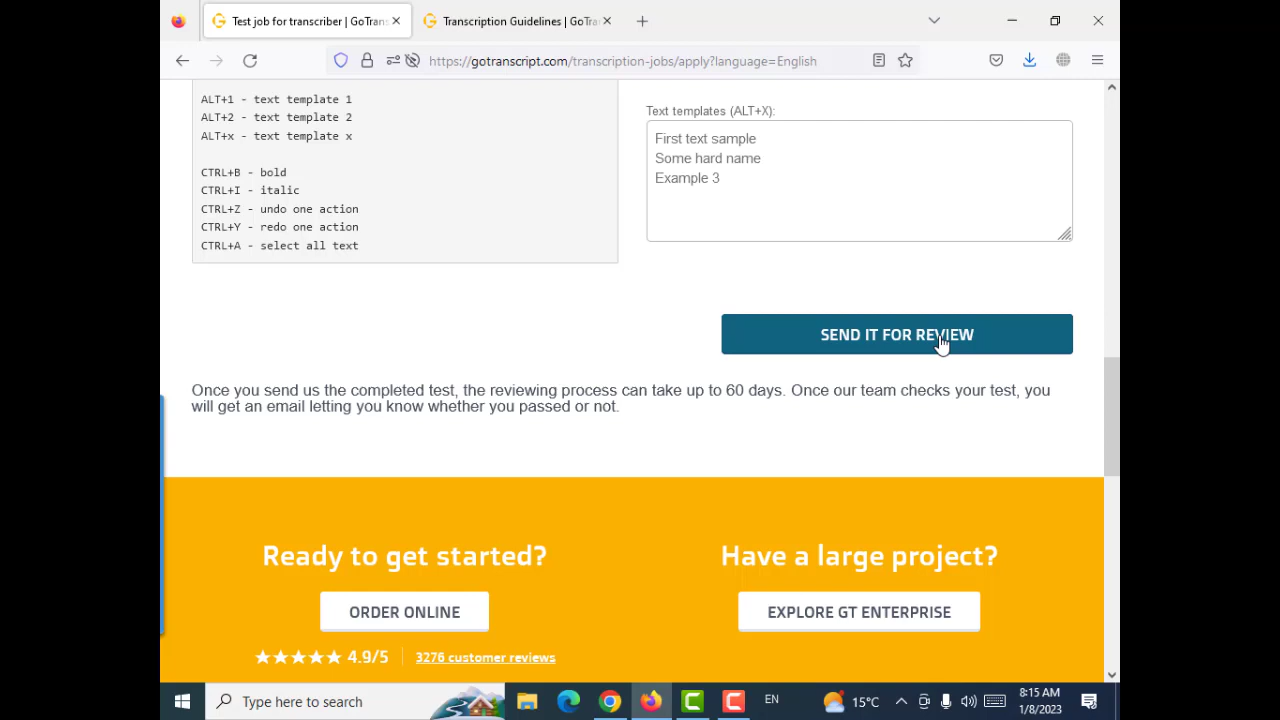 Test job for transcriber | GoTrans
Transcription Guidelines | GoTra
https://gotranscript.com/transcription-jobs/apply?language=English
ALT+1 - text template 1
ALT+2 - text template 2
ALT+x - text template x
CTRL+B - bold
CTRL+I - italic
CTRL+Z - undo one action
CTRL+Y - redo one action
CTRL+A - select all text
Text templates (ALT+X):
First text sample
Some hard name
Example 3
SEND IT FOR REVIEW
Once you send us the completed test, the reviewing process can take up to 60 days. Once our team checks your test, you
will get an email letting you know whether you passed or not.
Ready to get started?
ORDER ONLINE
4.9/5
3276 customer reviews
Have a large project?
EXPLORE GT ENTERPRISE
Type here to search
EN
15°C
8:15 AM
1/8/2023